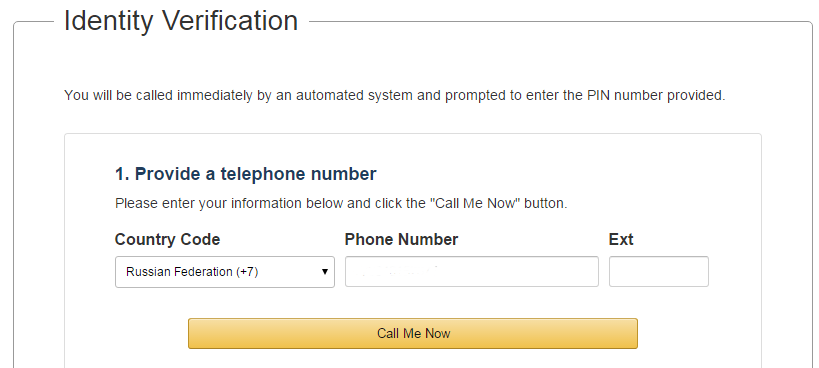 Identity Verification
You will be called immediately by an automated system and prompted to enter the PIN number provided.
1. Provide a telephone number
Please enter your information below and click the "Call Me Now" button.
Country Code Phone Number Ext
Russian Federation (+7)
Call Me Now